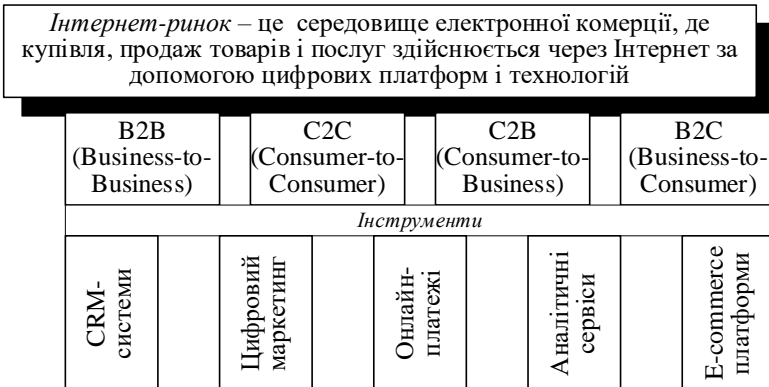 Інтернет-ринок – це середовище електронної комерції, де
купівля, продаж товарів і послуг здійснюється через Інтернет за
допомогою цифрових платформ і технологій
B2B
(Business-to-
Business)
C2C
(Consumer-to-
Consumer)
C2B
(Consumer-to-
Business)
B2C
(Business-to-
Consumer)
Інструменти
CRM-
системи
Цифровий
маркетинг
Онлайн-
платежі
Аналітичні
сервіси
E-commerce
платформи